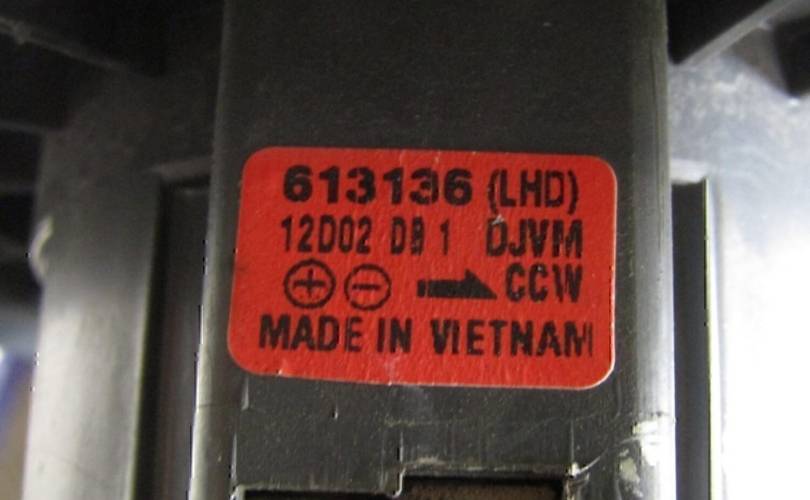 613136 (LHD)
12D02 DB 1 DJVM
⊕ ⊖ → CCW
MADE IN VIETNAM